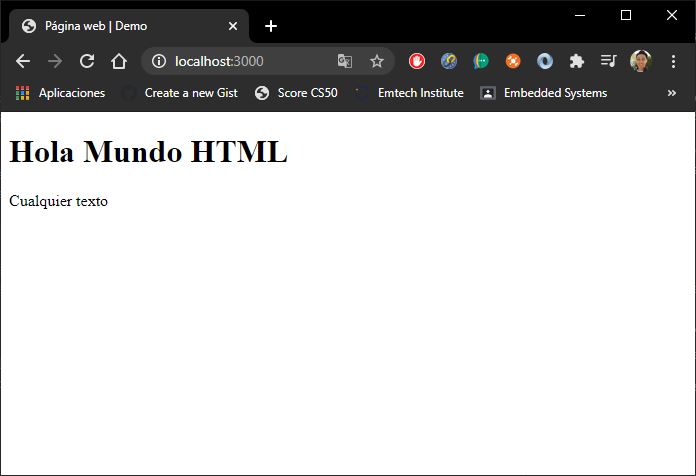 Página web | Demo
localhost:3000
Aplicaciones Create a new Gist Score CS50 Emtech Institute Embedded Systems
Hola Mundo HTML
Cualquier texto